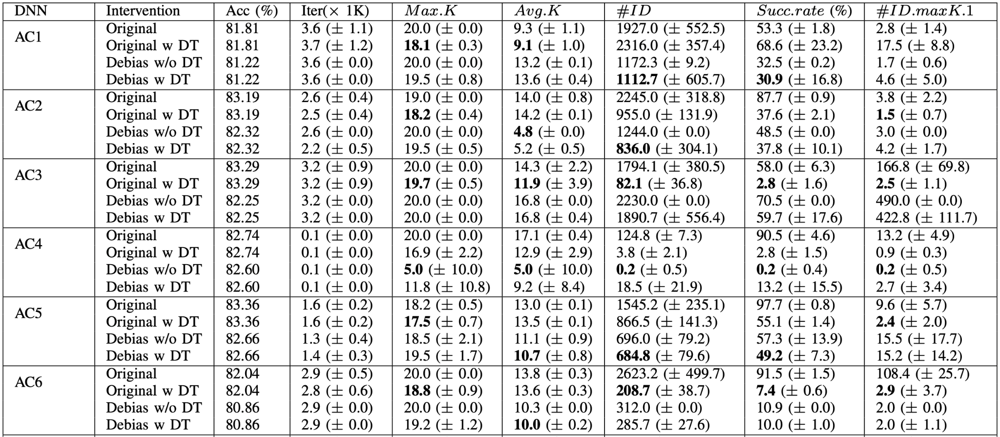 DNN Intervention Acc (%) Iter(× 1K) Max.K Avg.K #ID Succ.rate (%) #ID.maxK.1
AC1 Original 81.81 3.6 (± 1.1) 20.0 (± 0.0) 9.3 (± 1.1) 1927.0 (± 552.5) 53.3 (± 1.8) 2.8 (± 1.4)
Original w DT 81.81 3.7 (± 1.2) 18.1 (± 0.3) 9.1 (± 1.0) 2316.0 (± 357.4) 68.6 (± 23.2) 17.5 (± 8.8)
Debias w/o DT 81.22 3.6 (± 0.0) 20.0 (± 0.0) 13.2 (± 0.1) 1172.3 (± 9.2) 32.5 (± 0.2) 1.7 (± 0.6)
Debias w DT 81.22 3.6 (± 0.0) 19.5 (± 0.8) 13.6 (± 0.4) 1112.7 (± 605.7) 30.9 (± 16.8) 4.6 (± 5.0)
AC2 Original 83.19 2.6 (± 0.4) 19.0 (± 0.0) 14.0 (± 0.8) 2245.0 (± 318.8) 87.7 (± 0.9) 3.8 (± 2.2)
Original w DT 83.19 2.5 (± 0.4) 18.2 (± 0.4) 14.2 (± 0.1) 955.0 (± 131.9) 37.6 (± 2.1) 1.5 (± 0.7)
Debias w/o DT 82.32 2.6 (± 0.0) 20.0 (± 0.0) 4.8 (± 0.0) 1244.0 (± 0.0) 48.5 (± 0.0) 3.0 (± 0.0)
Debias w DT 82.32 2.2 (± 0.5) 19.5 (± 0.5) 5.2 (± 0.5) 836.0 (± 304.1) 37.8 (± 10.1) 4.2 (± 1.7)
AC3 Original 83.29 3.2 (± 0.9) 20.0 (± 0.0) 14.3 (± 2.2) 1794.1 (± 380.5) 58.0 (± 6.3) 166.8 (± 69.8)
Original w DT 83.29 3.2 (± 0.9) 19.7 (± 0.5) 11.9 (± 3.9) 82.1 (± 36.8) 2.8 (± 1.6) 2.5 (± 1.1)
Debias w/o DT 82.25 3.2 (± 0.0) 20.0 (± 0.0) 16.8 (± 0.0) 2230.0 (± 0.0) 70.5 (± 0.0) 490.0 (± 0.0)
Debias w DT 82.25 3.2 (± 0.0) 20.0 (± 0.0) 16.8 (± 0.4) 1890.7 (± 556.4) 59.7 (± 17.6) 422.8 (± 111.7)
AC4 Original 82.74 0.1 (± 0.0) 20.0 (± 0.0) 17.1 (± 0.4) 124.8 (± 7.3) 90.5 (± 4.6) 13.2 (± 4.9)
Original w DT 82.74 0.1 (± 0.0) 16.9 (± 2.2) 12.9 (± 2.9) 3.8 (± 2.1) 2.8 (± 1.5) 0.9 (± 0.3)
Debias w/o DT 82.60 0.1 (± 0.0) 5.0 (± 10.0) 5.0 (± 10.0) 0.2 (± 0.5) 0.2 (± 0.4) 0.2 (± 0.5)
Debias w DT 82.60 0.1 (± 0.0) 11.8 (± 10.8) 9.2 (± 8.4) 18.5 (± 21.9) 13.2 (± 15.5) 2.7 (± 3.4)
AC5 Original 83.36 1.6 (± 0.2) 18.2 (± 0.5) 13.0 (± 0.1) 1545.2 (± 235.1) 97.7 (± 0.8) 9.6 (± 5.7)
Original w DT 83.36 1.6 (± 0.2) 17.5 (± 0.7) 13.5 (± 0.1) 866.5 (± 141.3) 55.1 (± 1.4) 2.4 (± 2.0)
Debias w/o DT 82.66 1.3 (± 0.4) 18.5 (± 2.1) 11.1 (± 0.9) 696.0 (± 79.2) 57.3 (± 13.9) 15.5 (± 17.7)
Debias w DT 82.66 1.4 (± 0.3) 19.5 (± 1.7) 10.7 (± 0.8) 684.8 (± 79.6) 49.2 (± 7.3) 15.2 (± 14.2)
AC6 Original 82.04 2.9 (± 0.5) 20.0 (± 0.0) 13.8 (± 0.3) 2623.2 (± 499.7) 91.5 (± 1.5) 108.4 (± 25.7)
Original w DT 82.04 2.8 (± 0.6) 18.8 (± 0.9) 13.6 (± 0.3) 208.7 (± 38.7) 7.4 (± 0.6) 2.9 (± 3.7)
Debias w/o DT 80.86 2.9 (± 0.0) 20.0 (± 0.0) 10.3 (± 0.0) 312.0 (± 0.0) 10.9 (± 0.0) 2.0 (± 0.0)
Debias w DT 80.86 2.9 (± 0.0) 19.2 (± 1.2) 10.0 (± 0.2) 285.7 (± 27.6) 10.0 (± 1.0) 2.0 (± 1.1)